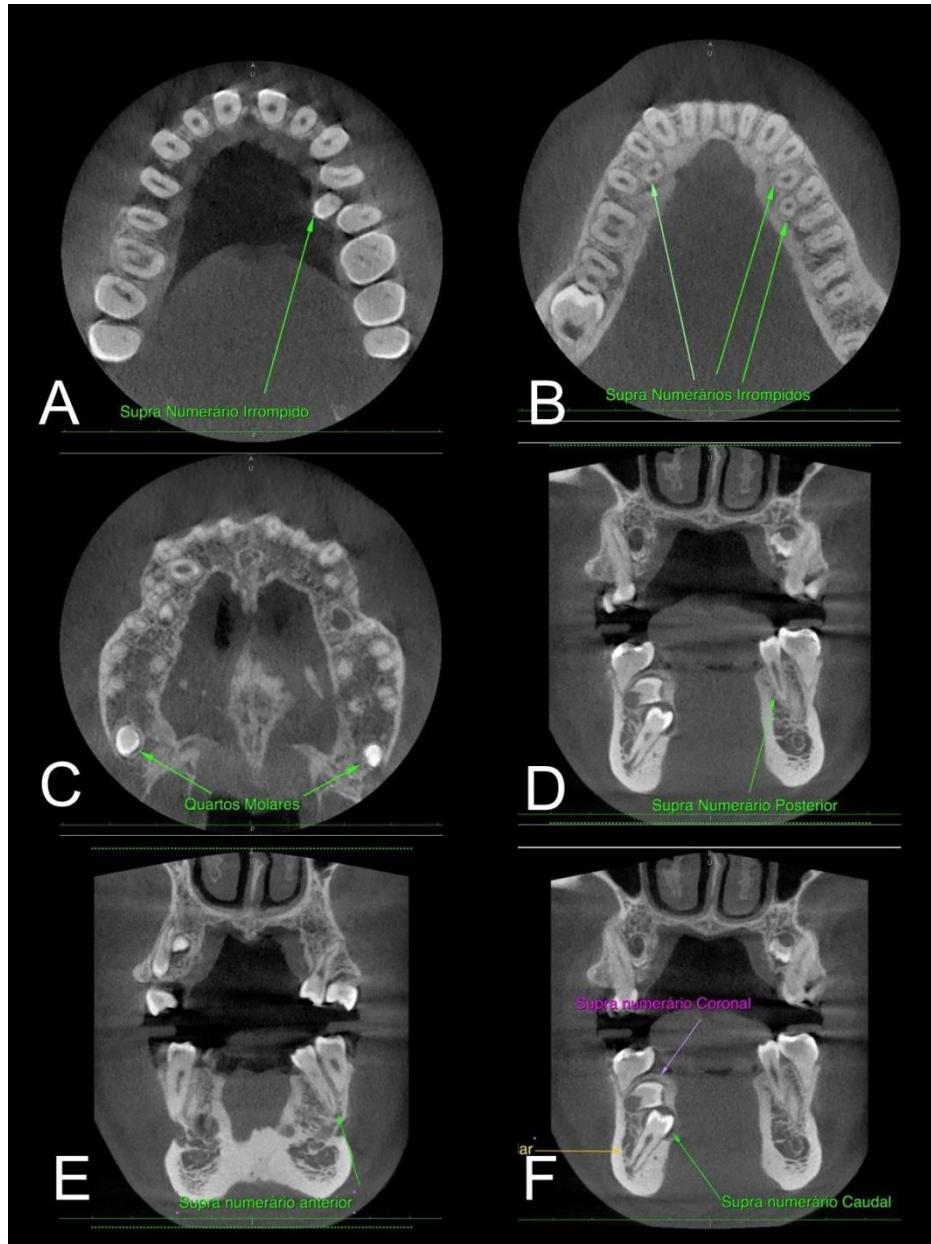 A
U
Supra Numerário Irrompido
A
P
A
U
Supra Numerários Irrompidos
B
P
A
U
Quartos Molares
C
P
U
Supra Numerário Posterior
D
I
Supra numerário anterior
E
U
Supra numerário Coronal
lar
F
Supra numerário Caudal